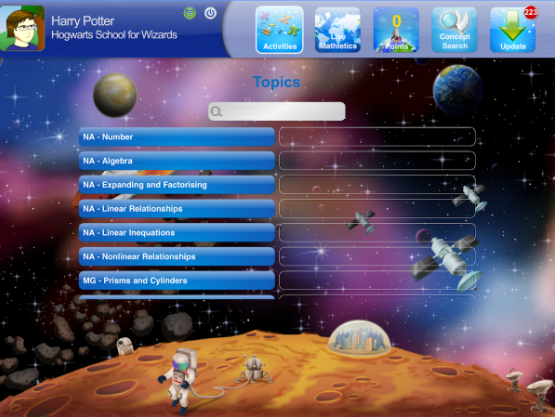 Harry Potter
Hogwarts School for Wizards
Activities
Live
Mathletics
0
Points
Concept
Search
223
Update
Topics
NA - Number
NA - Algebra
NA - Expanding and Factorising
NA - Linear Relationships
NA - Linear Inequations
NA - Nonlinear Relationships
MG - Prisms and Cylinders